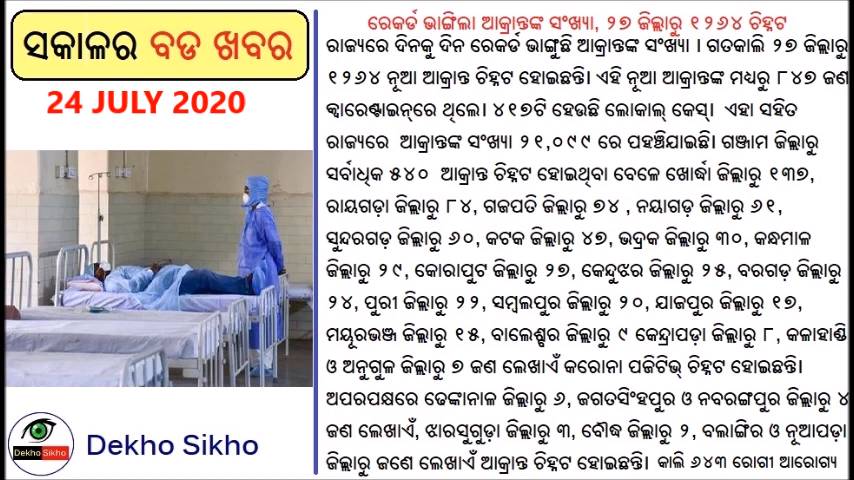 ସକାଳର ବଡ ଖବର
24 JULY 2020
ରେକର୍ଡ ଭାଙ୍ଗିଲା ଆକ୍ରାନ୍ତଙ୍କ ସଂଖ୍ୟା, ୨୭ ଜିଲ୍ଲାରୁ ୧୨୬୪ ଚିହ୍ନଟ
ରାଜ୍ୟରେ ଦିନକୁ ଦିନ ରେକର୍ଡ ଭାଙ୍ଗୁଛି ଆକ୍ରାନ୍ତଙ୍କ ସଂଖ୍ୟା । ଗତକାଲି ୨୭ ଜିଲ୍ଲାରୁ
୧୨୬୪ ନୂଆ ଆକ୍ରାନ୍ତ ଚିହ୍ନଟ ହୋଇଛନ୍ତି। ଏହି ନୂଆ ଆକ୍ରାନ୍ତଙ୍କ ମଧ୍ୟରୁ ୮୪୭ ଜଣ
କ୍ୱାରେଣ୍ଟାଇନ୍‌ରେ ଥିଲେ। ୪୧୭ଟି ହେଉଛି ଲୋକାଲ୍ କେସ୍। ଏହା ସହିତ
ରାଜ୍ୟରେ ଆକ୍ରାନ୍ତଙ୍କ ସଂଖ୍ୟା ୨୧,୦୯୯ ରେ ପହଞ୍ଚିଯାଇଛି। ଗଞ୍ଜାମ ଜିଲ୍ଲାରୁ
ସର୍ବାଧିକ ୫୪୦ ଆକ୍ରାନ୍ତ ଚିହ୍ନଟ ହୋଇଥିବା ବେଳେ ଖୋର୍ଦ୍ଧା ଜିଲ୍ଲାରୁ ୧୩୭,
ରାୟଗଡ଼ା ଜିଲ୍ଲାରୁ ୮୪, ଗଜପତି ଜିଲ୍ଲାରୁ ୭୪ , ନୟାଗଡ଼ ଜିଲ୍ଲାରୁ ୬୧,
ସୁନ୍ଦରଗଡ଼ ଜିଲ୍ଲାରୁ ୬୦, କଟକ ଜିଲ୍ଲାରୁ ୪୭, ଭଦ୍ରକ ଜିଲ୍ଲାରୁ ୩୦, କନ୍ଧମାଳ
ଜିଲ୍ଲାରୁ ୨୯, କୋରାପୁଟ ଜିଲ୍ଲାରୁ ୨୭, କେନ୍ଦୁଝର ଜିଲ୍ଲାରୁ ୨୫, ବରଗଡ଼ ଜିଲ୍ଲାରୁ
୨୪, ପୁରୀ ଜିଲ୍ଲାରୁ ୨୨, ସମ୍ବଲପୁର ଜିଲ୍ଲାରୁ ୨୦, ଯାଜପୁର ଜିଲ୍ଲାରୁ ୧୭,
ମୟୂରଭଞ୍ଜ ଜିଲ୍ଲାରୁ ୧୫, ବାଲେଶ୍ୱର ଜିଲ୍ଲାରୁ ୯ କେନ୍ଦ୍ରାପଡ଼ା ଜିଲ୍ଲାରୁ ୮, କଳାହାଣ୍ଡି
ଓ ଅନୁଗୁଳ ଜିଲ୍ଲାରୁ ୭ ଜଣ ଲେଖାଏଁ କରୋନା ପଜିଟିଭ୍ ଚିହ୍ନଟ ହୋଇଛନ୍ତି।
ଅପରପକ୍ଷରେ ଢେଙ୍କାନାଳ ଜିଲ୍ଲାରୁ ୬, ଜଗତସିଂହପୁର ଓ ନବରଙ୍ଗପୁର ଜିଲ୍ଲାରୁ ୪
ଜଣ ଲେଖାଏଁ, ଝାରସୁଗୁଡ଼ା ଜିଲ୍ଲାରୁ ୩, ବୌଦ୍ଧ ଜିଲ୍ଲାରୁ ୨, ବଲାଙ୍ଗିର ଓ ନୂଆପଡ଼ା
ଜିଲ୍ଲାରୁ ଜଣେ ଲେଖାଏଁ ଆକ୍ରାନ୍ତ ଚିହ୍ନଟ ହୋଇଛନ୍ତି। କାଲି ୬୪୩ ରୋଗୀ ଆରୋଗ୍ୟ
Dekho Sikho
Dekho Sikho